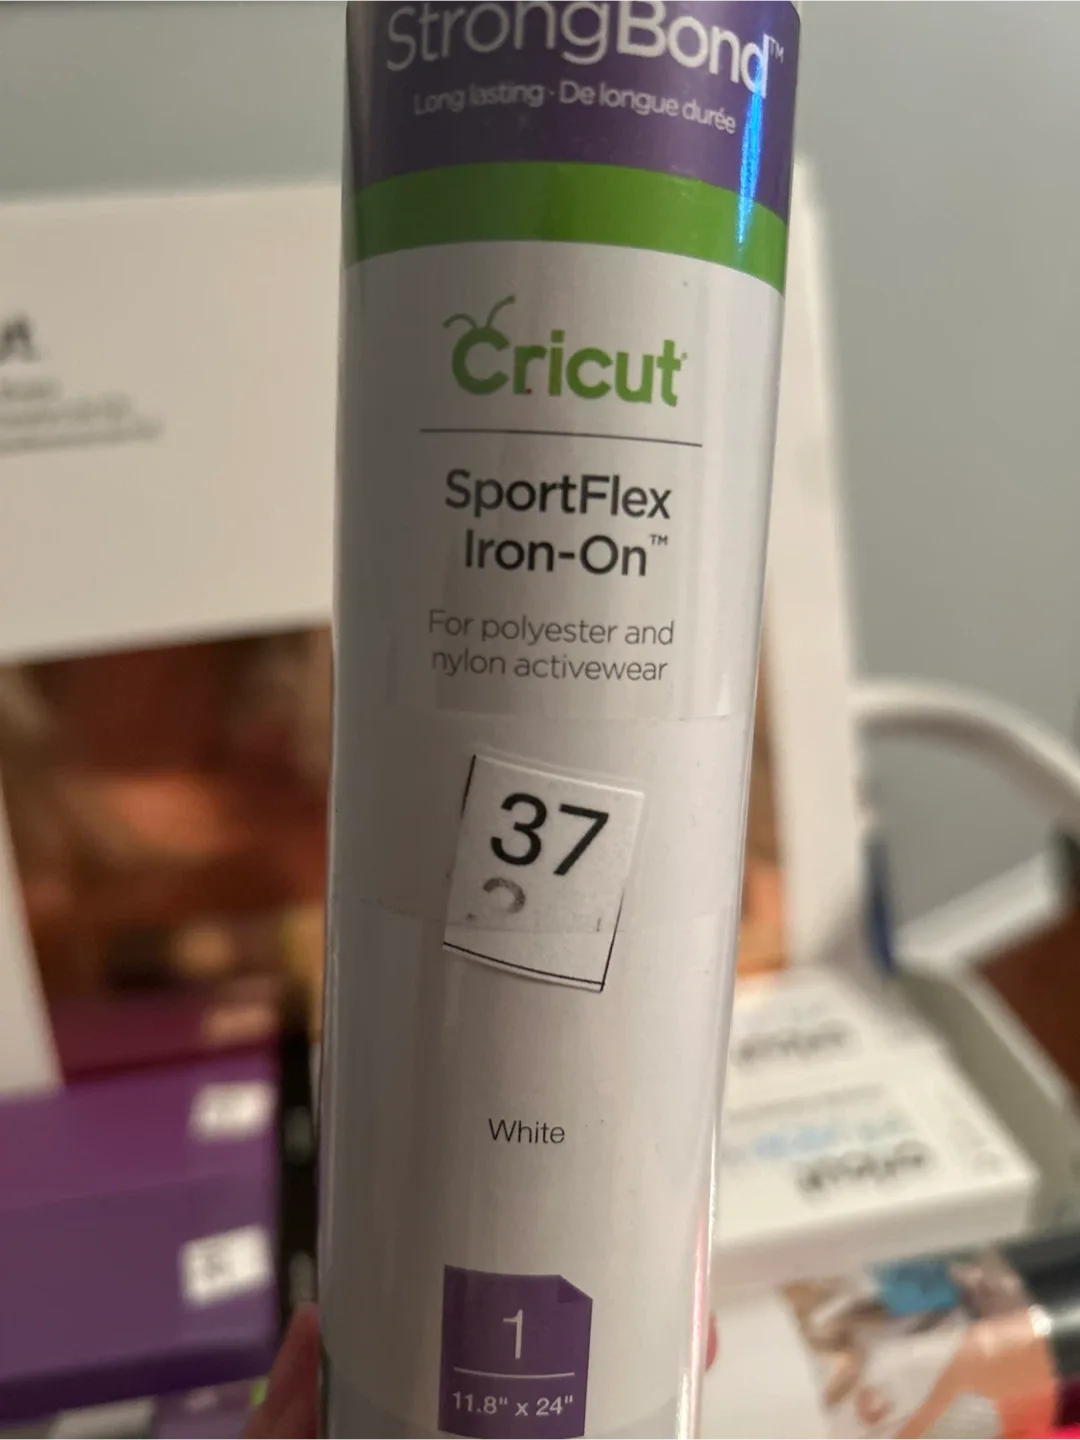 StrongBond™
Long lasting · De longue durée
Cricut
SportFlex
Iron-On™
For polyester and
nylon activewear
37
White
1
11.8" x 24"